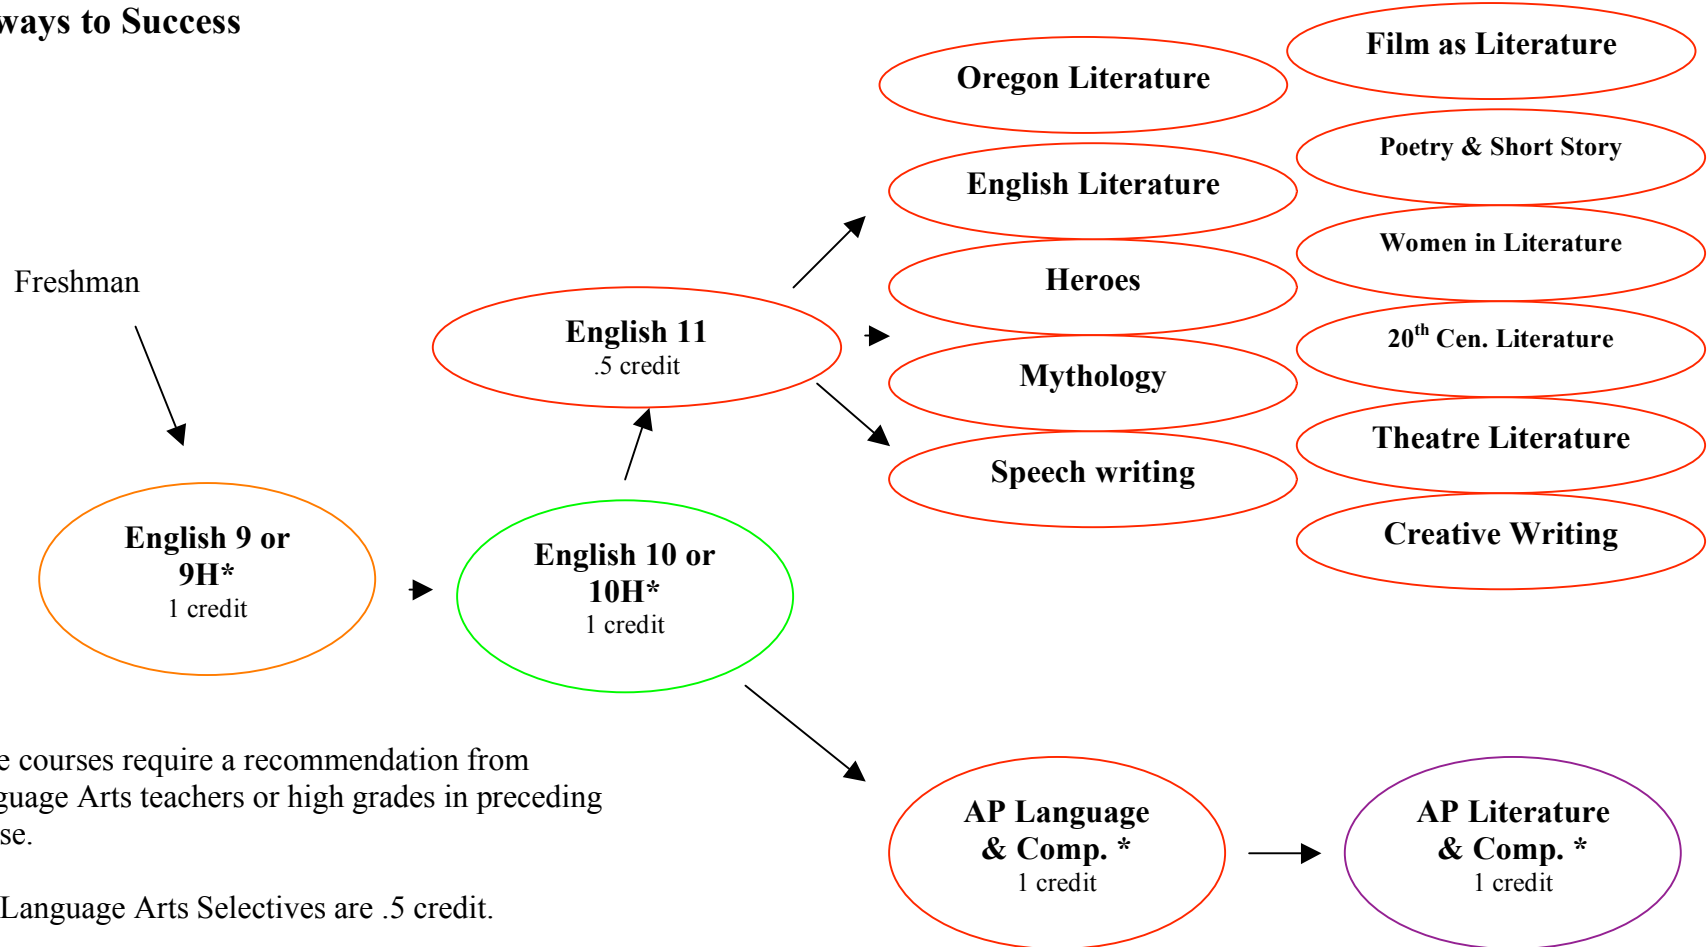 ways to Success
Freshman
English 9 or
9H*
1 credit
English 10 or
10H*
1 credit
English 11
.5 credit
Oregon Literature
English Literature
Heroes
Mythology
Speech writing
Film as Literature
Poetry & Short Story
Women in Literature
20th Cen. Literature
Theatre Literature
Creative Writing
AP Language
& Comp. *
1 credit
AP Literature
& Comp. *
1 credit
e courses require a recommendation from
guage Arts teachers or high grades in preceding
se.
Language Arts Selectives are .5 credit.